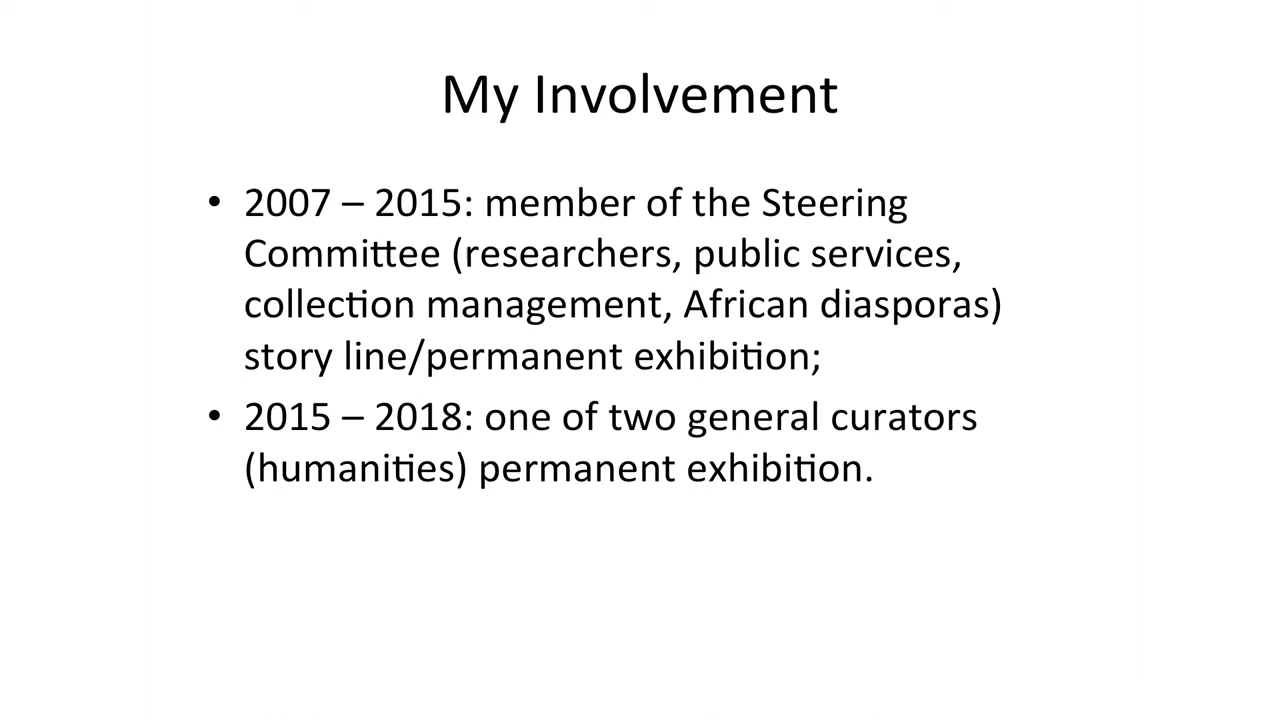 My Involvement
• 2007 – 2015: member of the Steering
Committee (researchers, public services,
collection management, African diasporas)
story line/permanent exhibition;
• 2015 – 2018: one of two general curators
(humanities) permanent exhibition.